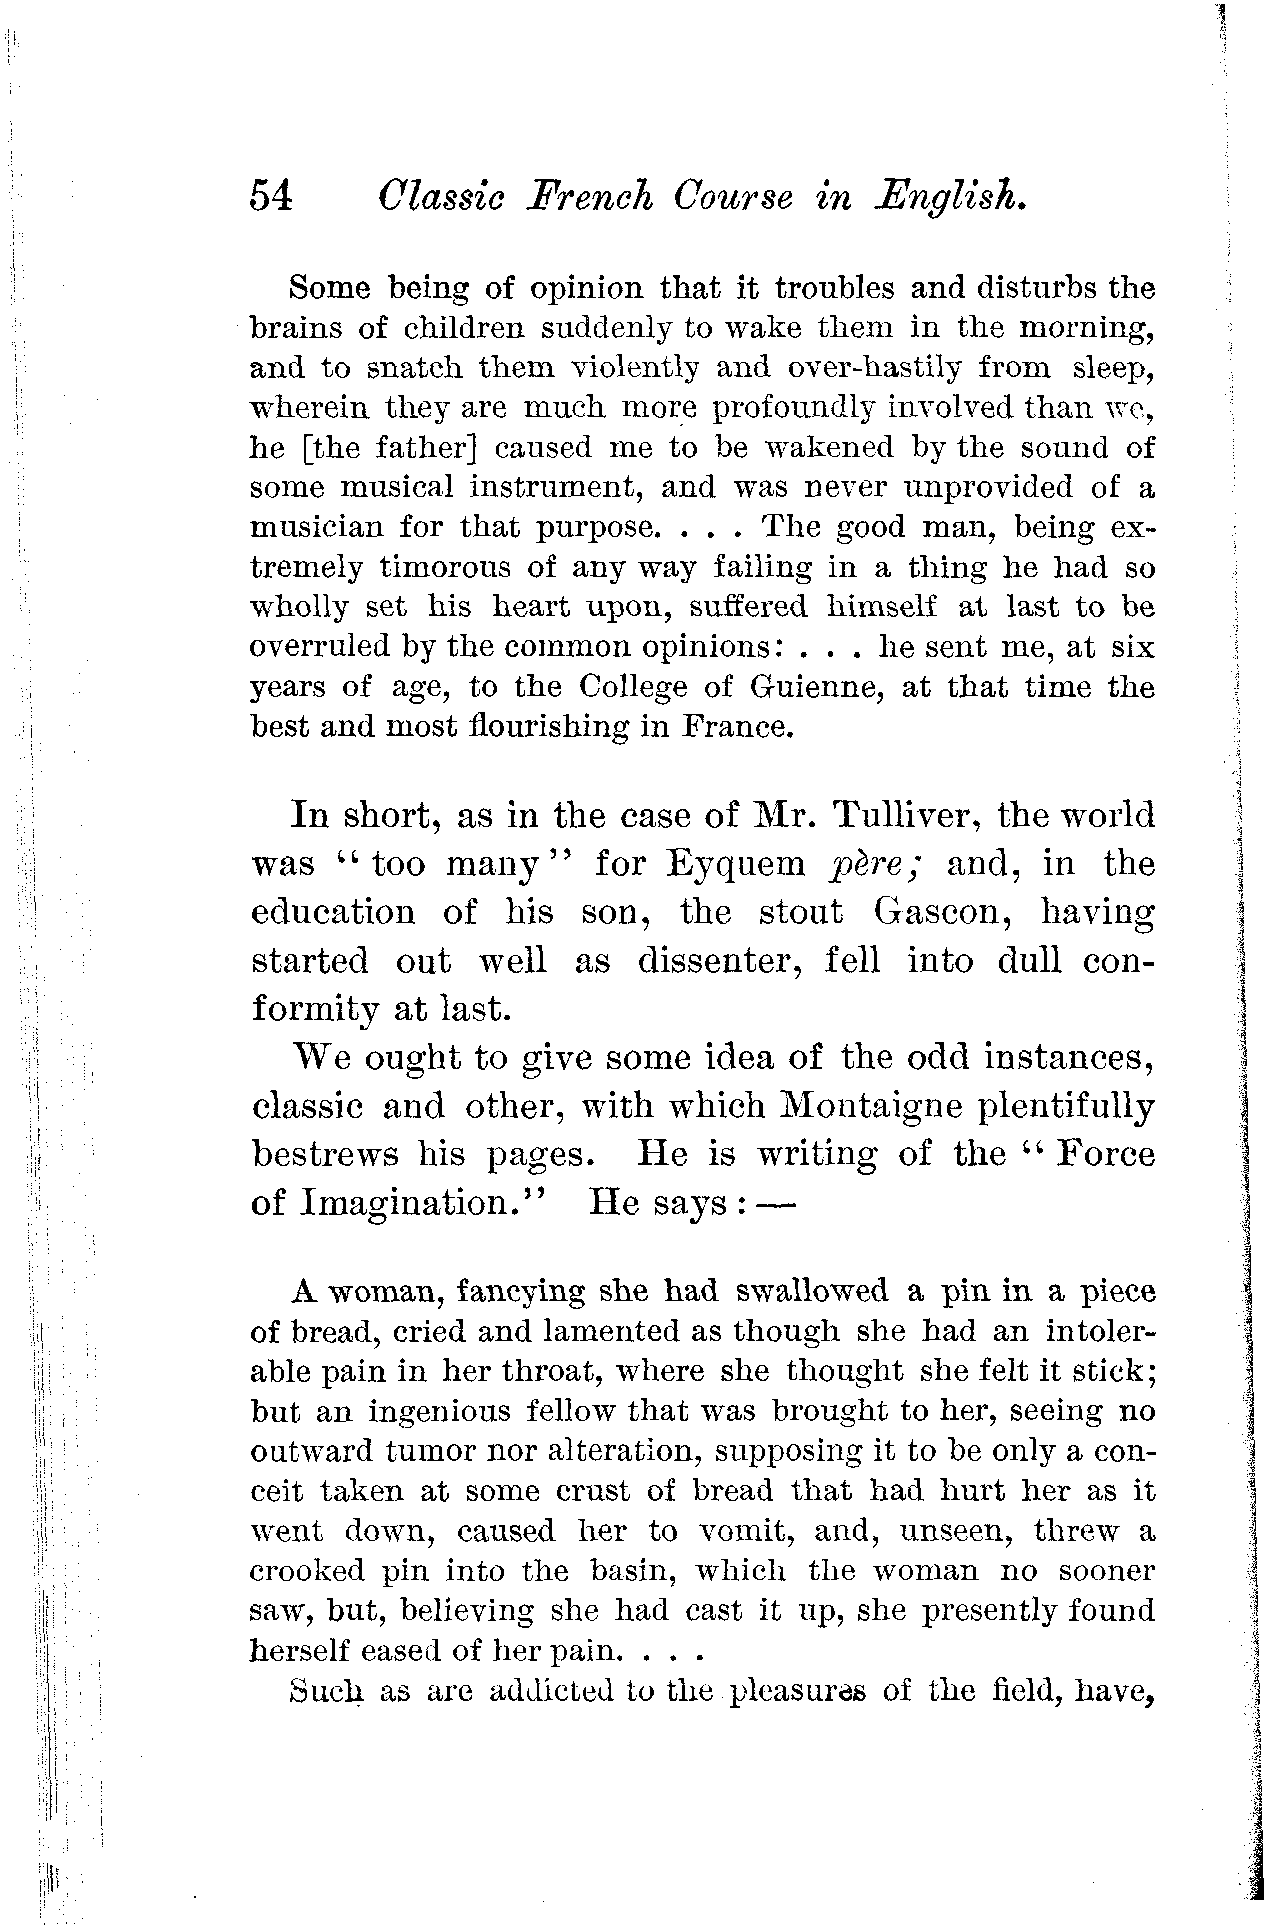 54 Classic French Course in English.
Some being of opinion that it troubles and disturbs the
brains of children suddenly to wake them in the morning,
and to snatch them violently and over-hastily from sleep,
wherein they are much more profoundly involved than we,
he [the father] caused me to be wakened by the sound of
some musical instrument, and was never unprovided of a
musician for that purpose. . . . The good man, being ex-
tremely timorous of any way failing in a thing he had so
wholly set his heart upon, suffered himself at last to be
overruled by the common opinions: . . . he sent me, at six
years of age, to the College of Guienne, at that time the
best and most flourishing in France.
In short, as in the case of Mr. Tulliver, the world
was “too many” for Eyquem père; and, in the
education of his son, the stout Gascon, having
started out well as dissenter, fell into dull con-
formity at last.
We ought to give some idea of the odd instances,
classic and other, with which Montaigne plentifully
bestrews his pages. He is writing of the “Force
of Imagination.” He says: —
A woman, fancying she had swallowed a pin in a piece
of bread, cried and lamented as though she had an intoler-
able pain in her throat, where she thought she felt it stick;
but an ingenious fellow that was brought to her, seeing no
outward tumor nor alteration, supposing it to be only a con-
ceit taken at some crust of bread that had hurt her as it
went down, caused her to vomit, and, unseen, threw a
crooked pin into the basin, which the woman no sooner
saw, but, believing she had cast it up, she presently found
herself eased of her pain. . . .
Such as are addicted to the pleasures of the field, have,